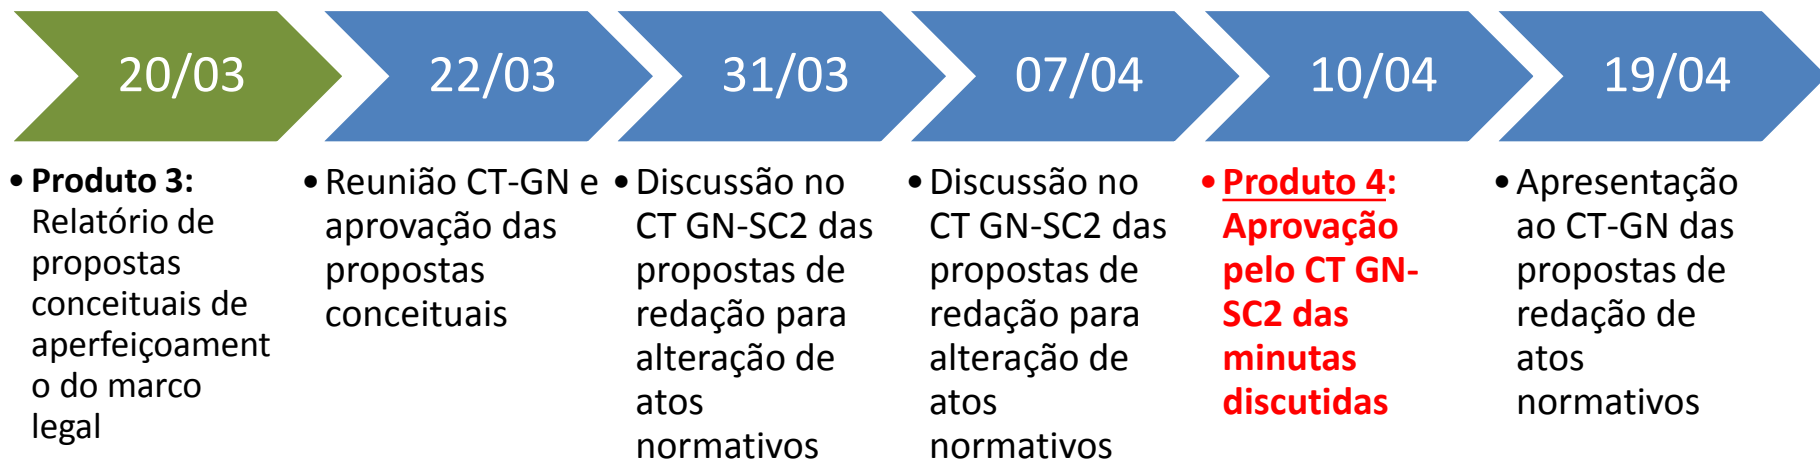 20/03
22/03
31/03
07/04
10/04
19/04
• Produto 3:
Relatório de
propostas
conceituais de
aperfeiçoament
o do marco
legal
• Reunião CT-GN e
aprovação das
propostas
conceituais
• Discussão no
CT GN-SC2 das
propostas de
redação para
alteração de
atos
normativos
• Discussão no
CT GN-SC2 das
propostas de
redação para
alteração de
atos
normativos
• Produto 4:
Aprovação
pelo CT GN-
SC2 das
minutas
discutidas
• Apresentação
ao CT-GN das
propostas de
redação de
atos
normativos